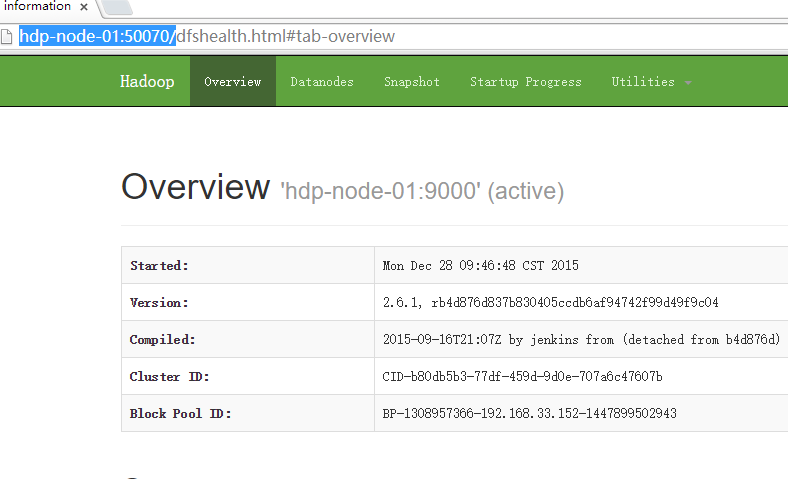 information ×
hdp-node-01:50070/dfshealth.html#tab-overview
Hadoop Overview Datanodes Snapshot Startup Progress Utilities
Overview 'hdp-node-01:9000' (active)
Started: Mon Dec 28 09:46:48 CST 2015
Version: 2.6.1, rb4d876d837b830405ccdb6af94742f99d49f9c04
Compiled: 2015-09-16T21:07Z by jenkins from (detached from b4d876d)
Cluster ID: CID-b80db5b3-77df-459d-9d0e-707a6c47607b
Block Pool ID: BP-1308957366-192.168.33.152-1447899502943